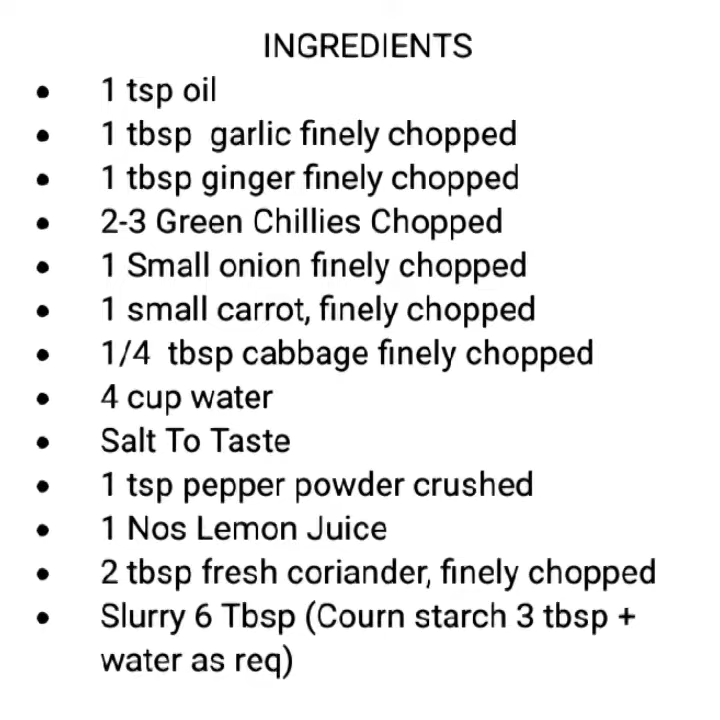 INGREDIENTS
• 1 tsp oil
• 1 tbsp  garlic finely chopped
• 1 tbsp ginger finely chopped
• 2-3 Green Chillies Chopped
• 1 Small onion finely chopped
• 1 small carrot, finely chopped
• 1/4  tbsp cabbage finely chopped
• 4 cup water
• Salt To Taste
• 1 tsp pepper powder crushed
• 1 Nos Lemon Juice
• 2 tbsp fresh coriander, finely chopped
• Slurry 6 Tbsp (Courn starch 3 tbsp +
water as req)